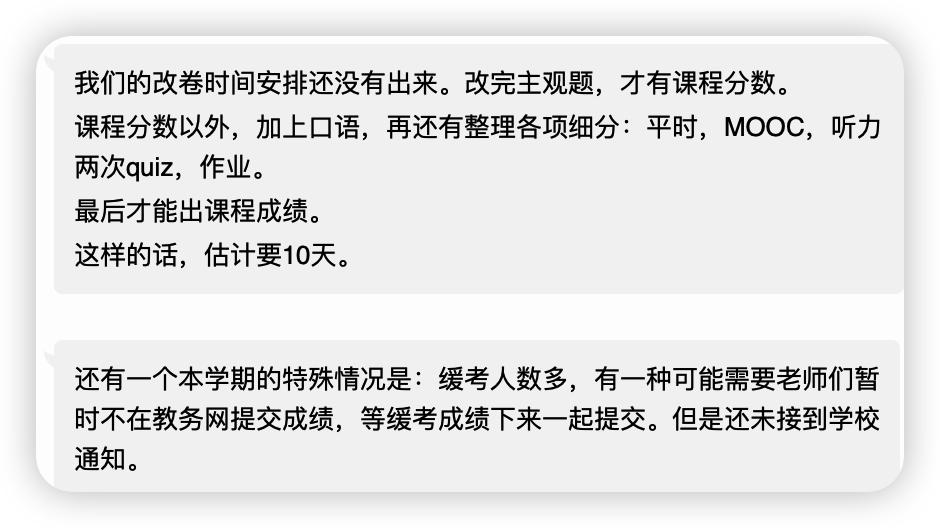 我们的改卷时间安排还没有出来。改完主观题，才有课程分数。
课程分数以外，加上口语，再还有整理各项细分：平时，MOOC，听力
两次quiz，作业。
最后才能出课程成绩。
这样的话，估计要10天。
还有一个本学期的特殊情况是：缓考人数多，有一种可能需要老师们暂
时不在教务网提交成绩，等缓考成绩下来一起提交。但是还未接到学校
通知。